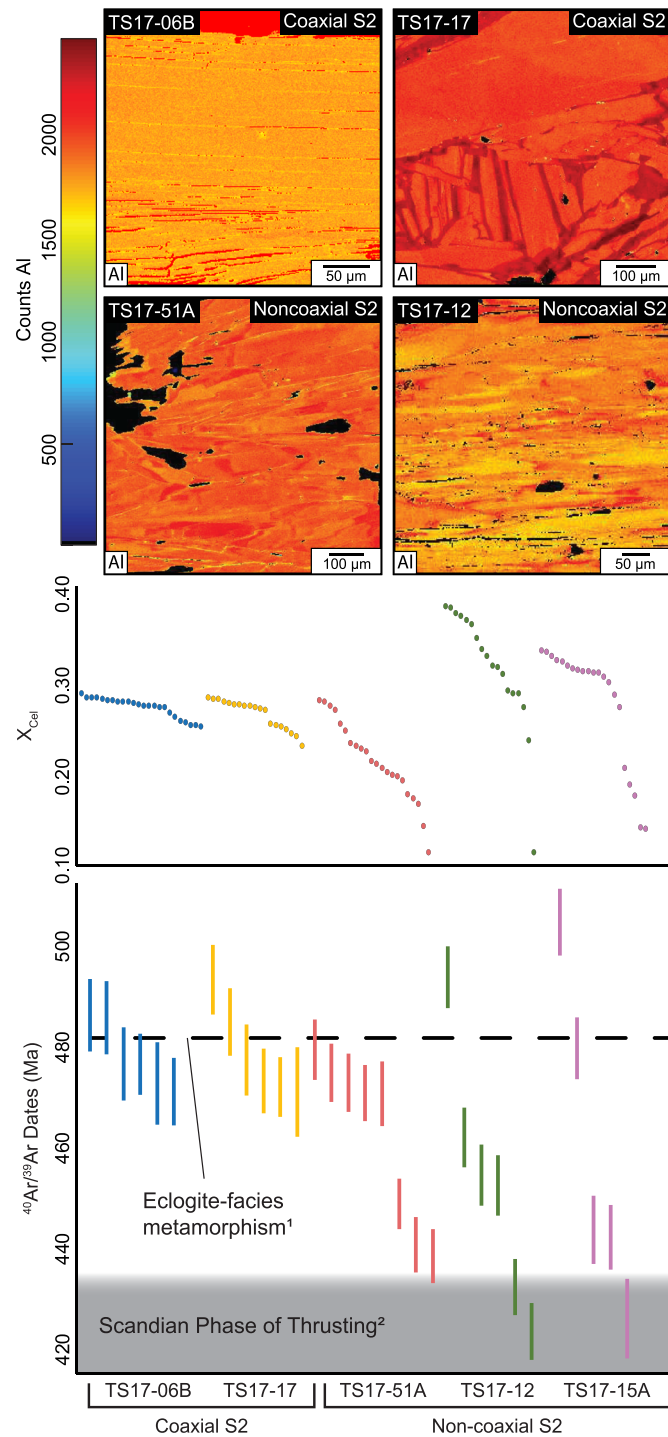 TS17-06B
Coaxial S2
TS17-17
Coaxial S2
2000
1500
1000
500
Counts Al
Al
50 µm
Al
100 µm
TS17-51A
Noncoaxial S2
TS17-12
Noncoaxial S2
Al
100 µm
Al
50 µm
0.40
0.30
0.20
0.10
XCel
500
480
460
440
420
⁴⁰Ar/³⁹Ar Dates (Ma)
Eclogite-facies
metamorphism¹
Scandian Phase of Thrusting²
TS17-06B
TS17-17
TS17-51A
TS17-12
TS17-15A
Coaxial S2
Non-coaxial S2